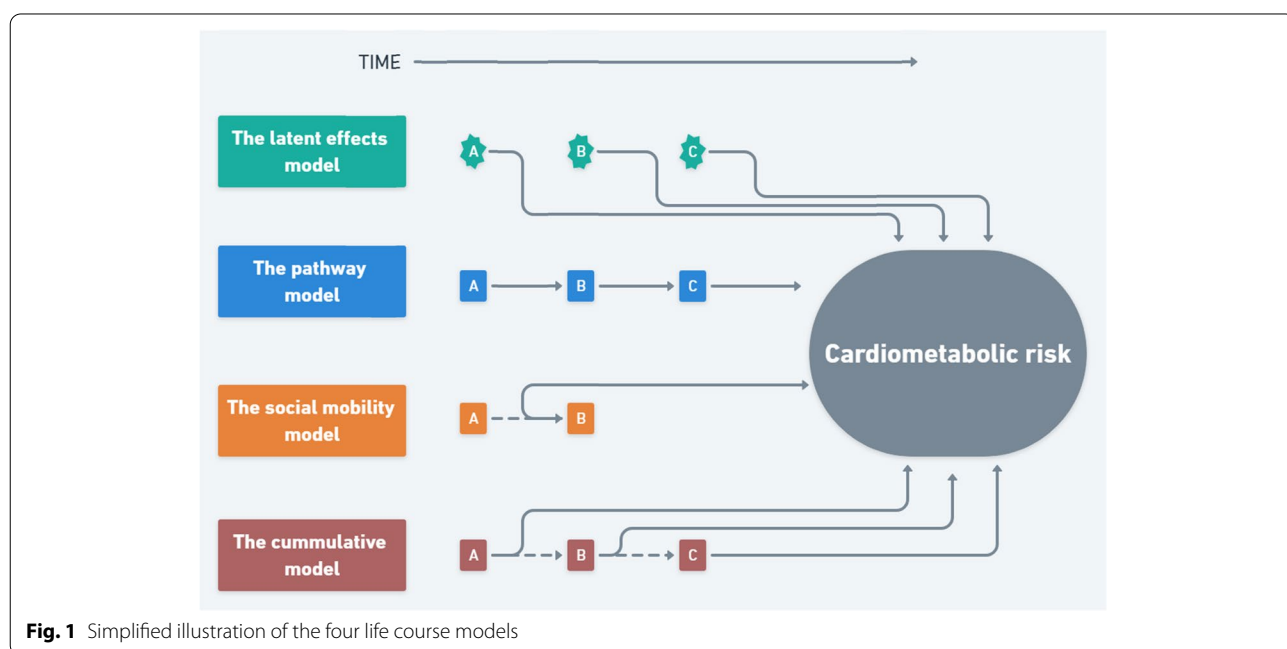 TIME
The latent effects
model
A B C
The pathway
model
A B C
Cardiometabolic risk
The social mobility
model
A B
The cummulative
model
A B C
Fig. 1 Simplified illustration of the four life course models